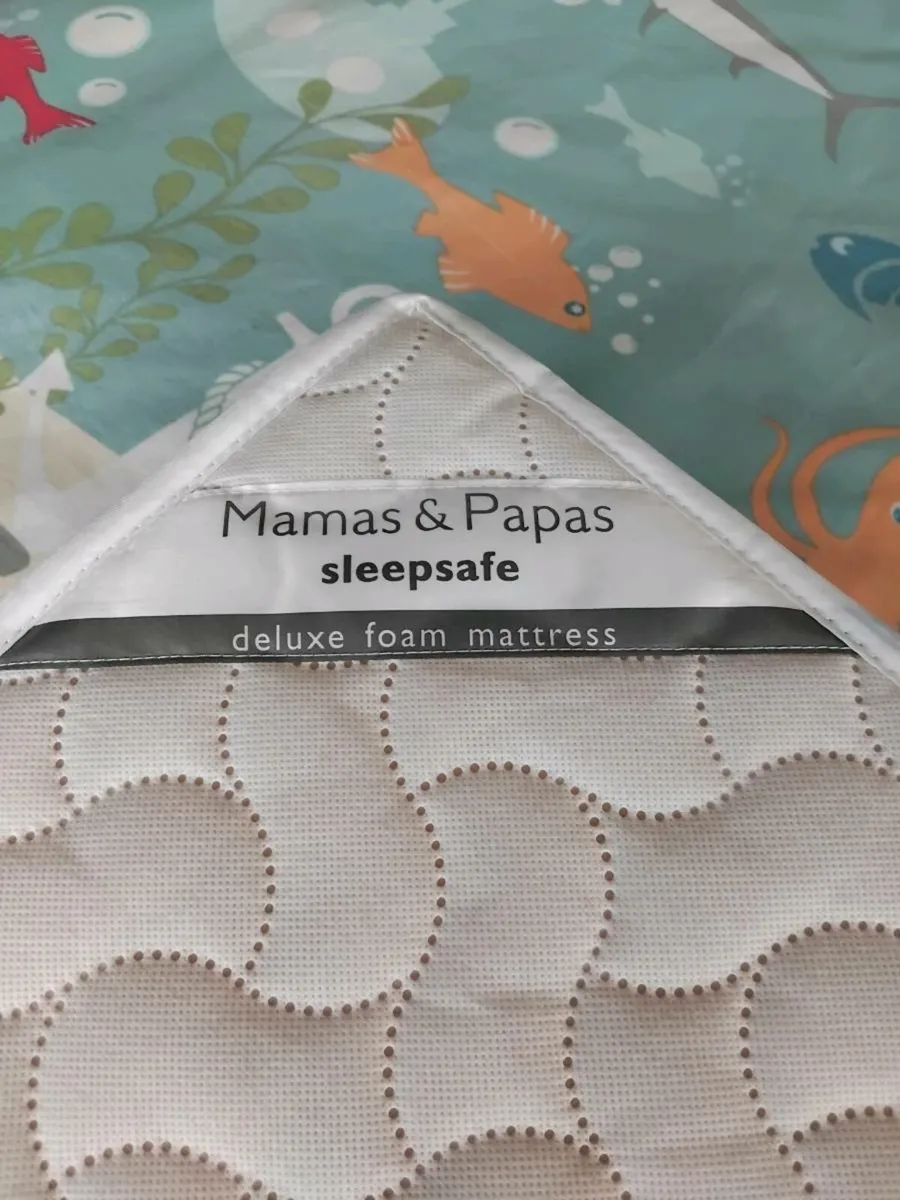 Mamas & Papas
sleepsafe
deluxe foam mattress